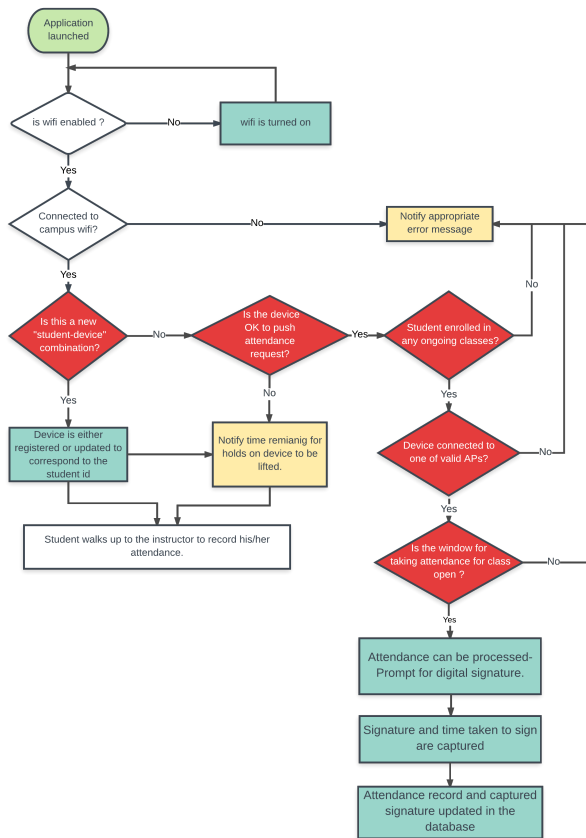 Application
launched
is wifi enabled ?
No
wifi is turned on
Yes
Connected to
campus wifi?
No
Notify appropriate
error message
Yes
No
Is this a new
"student-device"
combination?
No
Is the device
OK to push
attendance
request?
Yes
Student enrolled in
any ongoing classes?
Yes
No
Yes
Device is either
registered or updated to
correspond to the
student id
Notify time remianig for
holds on device to be
lifted.
Device connected to
one of valid APs?
No
Yes
Student walks up to the instructor to record his/her
attendance.
Is the window for
taking attendance for class
open ?
No
Yes
Attendance can be processed-
Prompt for digital signature.
Signature and time taken to sign
are captured
Attendance record and captured
signature updated in the
database